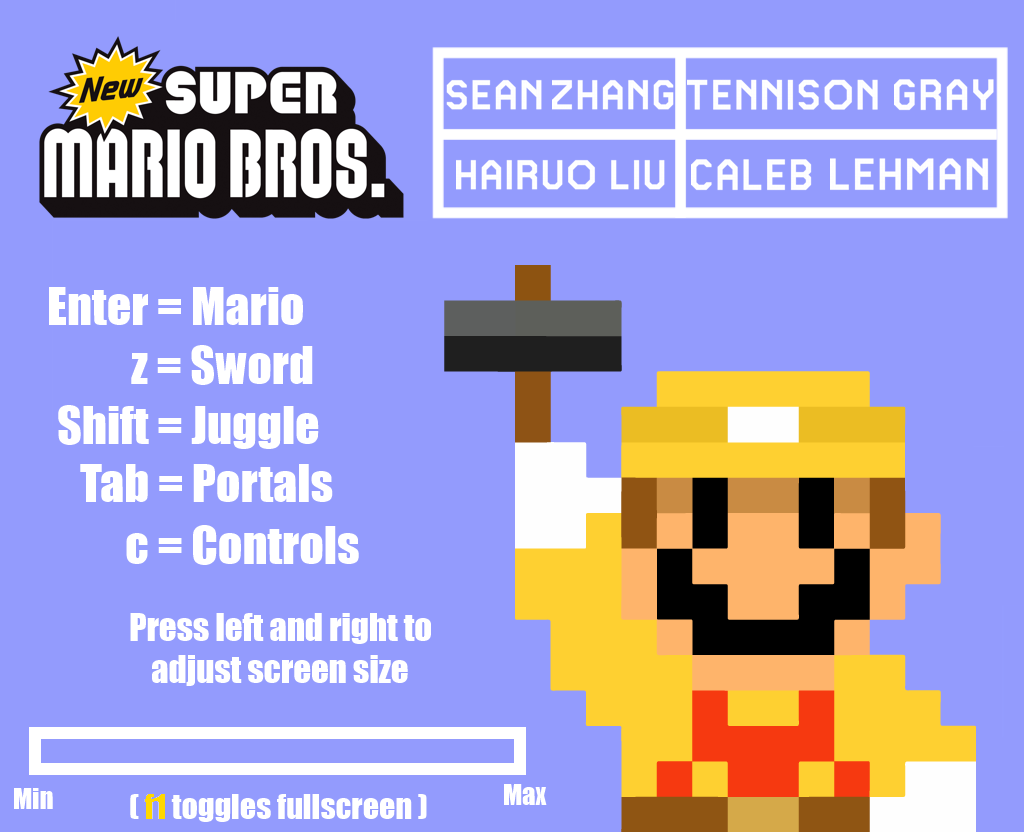 New SUPER
MARIO BROS.
SEAN ZHANG TENNISON GRAY
HAIRUO LIU CALEB LEHMAN
Enter = Mario
z = Sword
Shift = Juggle
Tab = Portals
c = Controls
Press left and right to
adjust screen size
Min Max
( f1 toggles fullscreen )